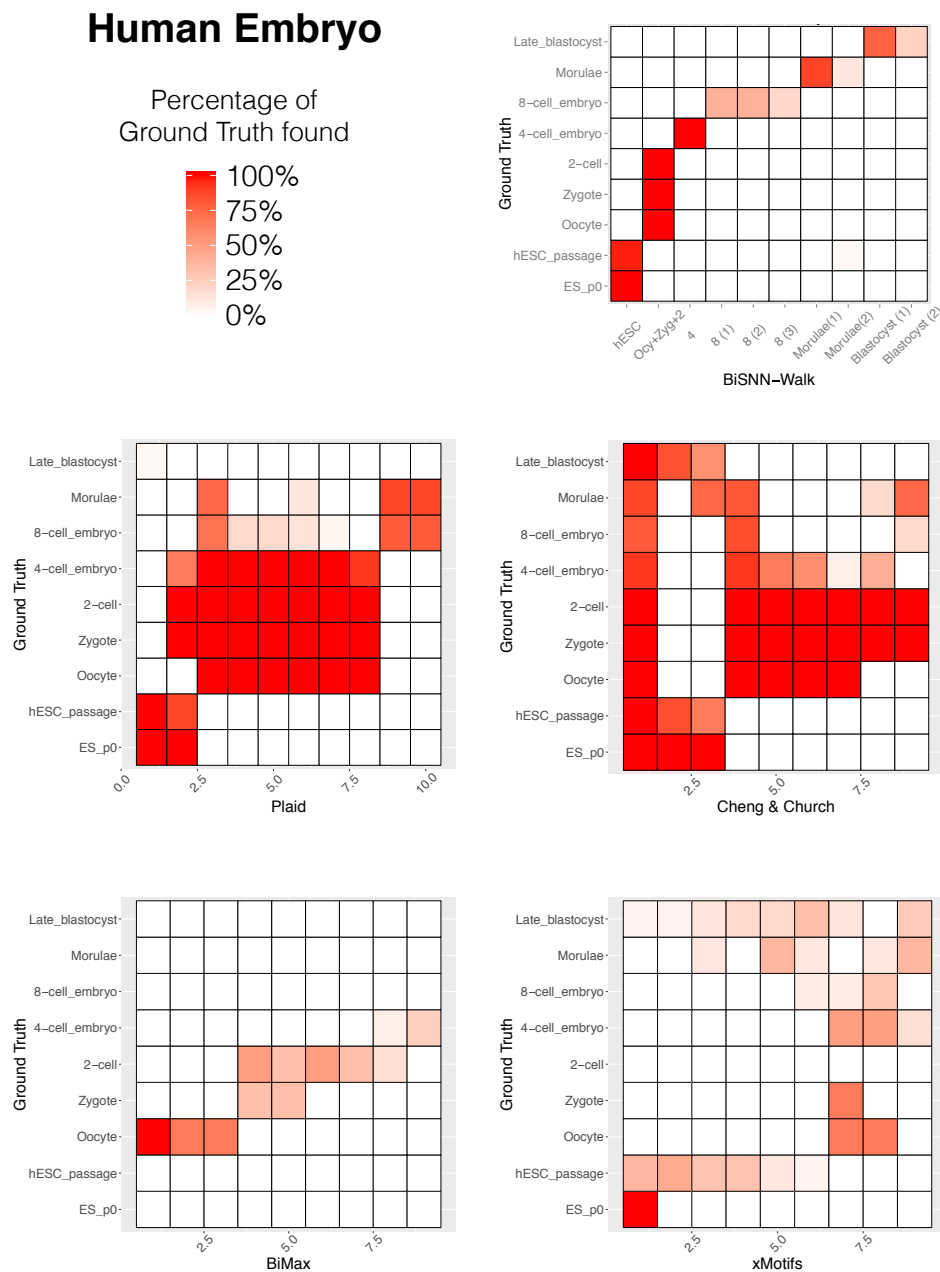 Human Embryo
Percentage of
Ground Truth found
100%
75%
50%
25%
0%
Ground Truth
Late_blastocyst
Morulae
8−cell_embryo
4−cell_embryo
2−cell
Zygote
Oocyte
hESC_passage
ES_p0
hESC
Ocy+Zyg+2
4
8 (1)
8 (2)
8 (3)
Morulae(1)
Morulae(2)
Blastocyst (1)
Blastocyst (2)
BiSNN−Walk
Ground Truth
Late_blastocyst
Morulae
8−cell_embryo
4−cell_embryo
2−cell
Zygote
Oocyte
hESC_passage
ES_p0
0.0
2.5
5.0
7.5
10.0
Plaid
Ground Truth
Late_blastocyst
Morulae
8−cell_embryo
4−cell_embryo
2−cell
Zygote
Oocyte
hESC_passage
ES_p0
2.5
5.0
7.5
Cheng & Church
Ground Truth
Late_blastocyst
Morulae
8−cell_embryo
4−cell_embryo
2−cell
Zygote
Oocyte
hESC_passage
ES_p0
2.5
5.0
7.5
BiMax
Ground Truth
Late_blastocyst
Morulae
8−cell_embryo
4−cell_embryo
2−cell
Zygote
Oocyte
hESC_passage
ES_p0
2.5
5.0
7.5
xMotifs